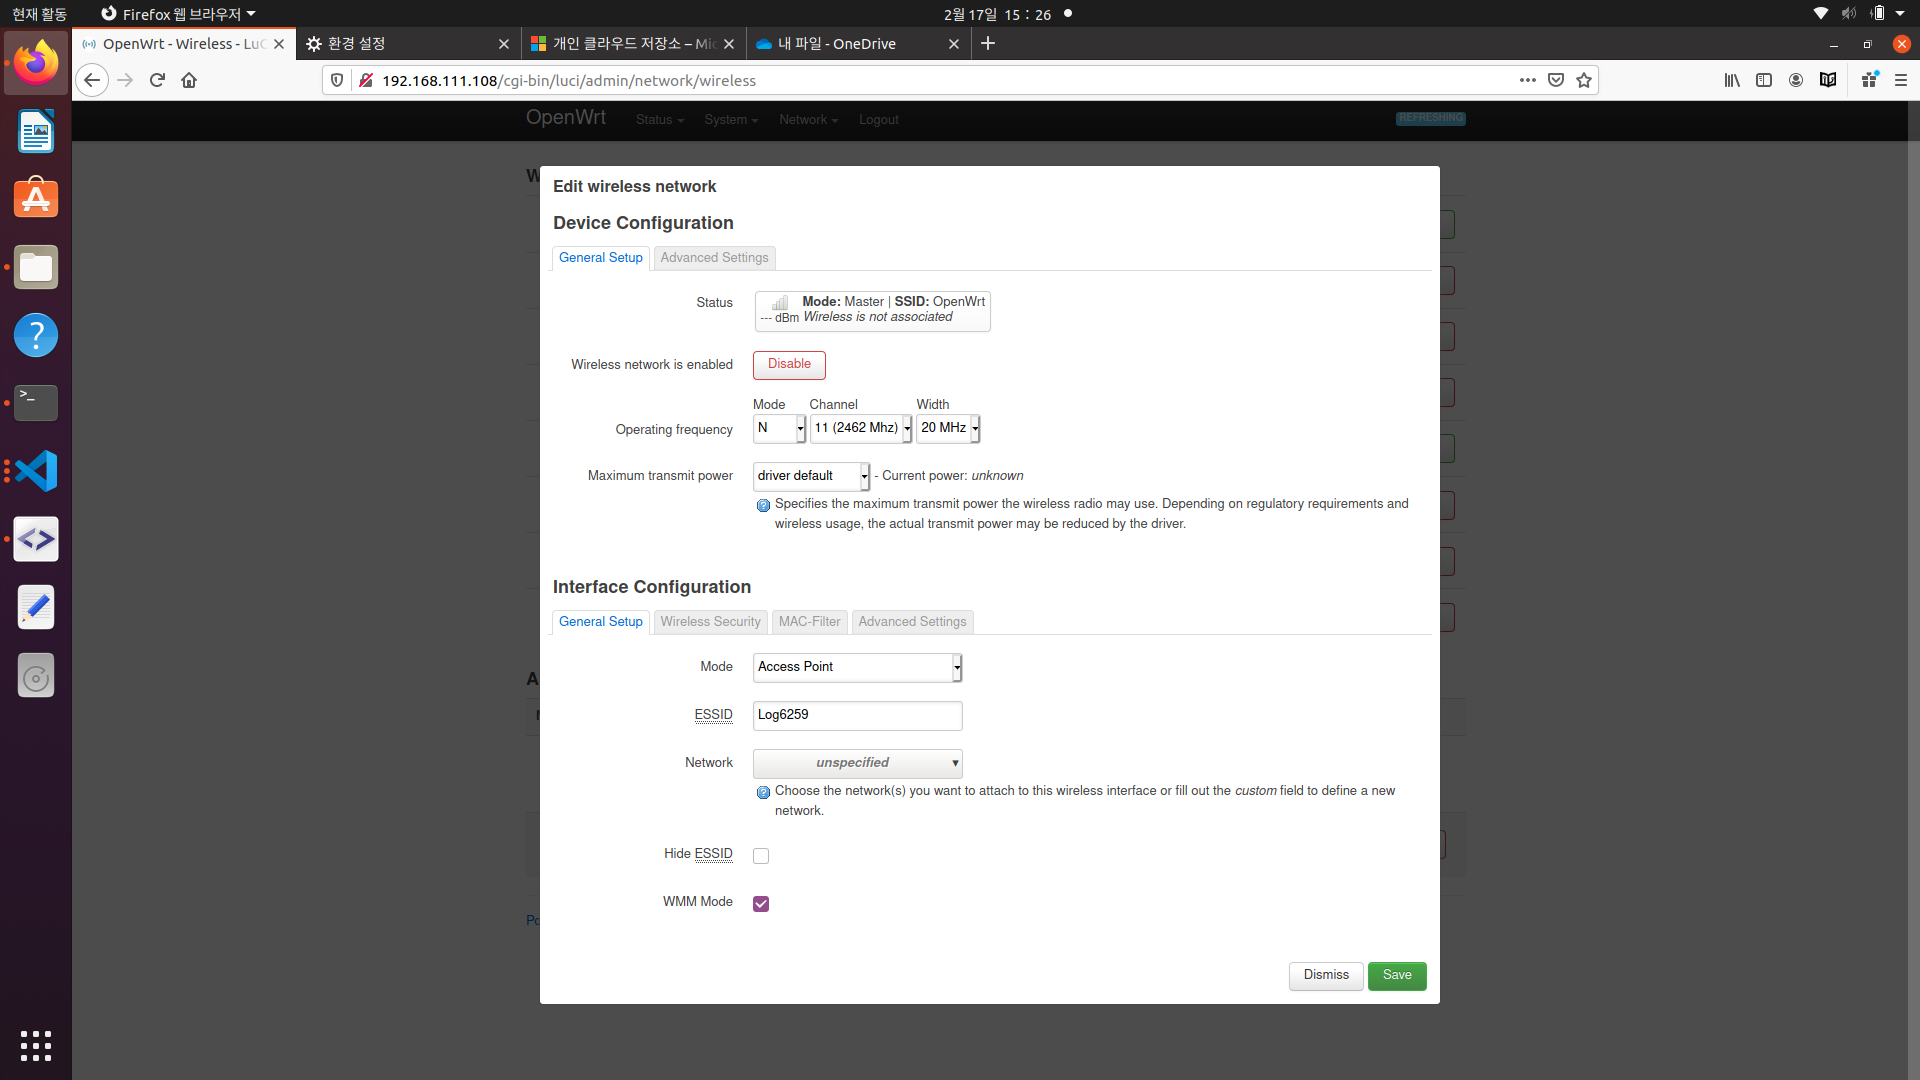 현재 활동
Firefox 웹 브라우저
2월 17일 15 : 26
OpenWrt - Wireless - LuC
환경 설정
개인 클라우드 저장소 – Mic
내 파일 - OneDrive
192.168.111.108/cgi-bin/luci/admin/network/wireless
OpenWrt
Status
System
Network
Logout
REFRESHING
W
Edit wireless network
Device Configuration
General Setup
Advanced Settings
Status
Mode: Master | SSID: OpenWrt
--- dBm Wireless is not associated
Wireless network is enabled
Disable
Mode
Channel
Width
Operating frequency
N
11 (2462 Mhz)
20 MHz
Maximum transmit power
driver default
- Current power: unknown
Specifies the maximum transmit power the wireless radio may use. Depending on regulatory requirements and
wireless usage, the actual transmit power may be reduced by the driver.
Interface Configuration
General Setup
Wireless Security
MAC-Filter
Advanced Settings
Mode
Access Point
A
ESSID
Log6259
Network
unspecified
Choose the network(s) you want to attach to this wireless interface or fill out the custom field to define a new
network.
Hide ESSID
WMM Mode
Po
Dismiss
Save